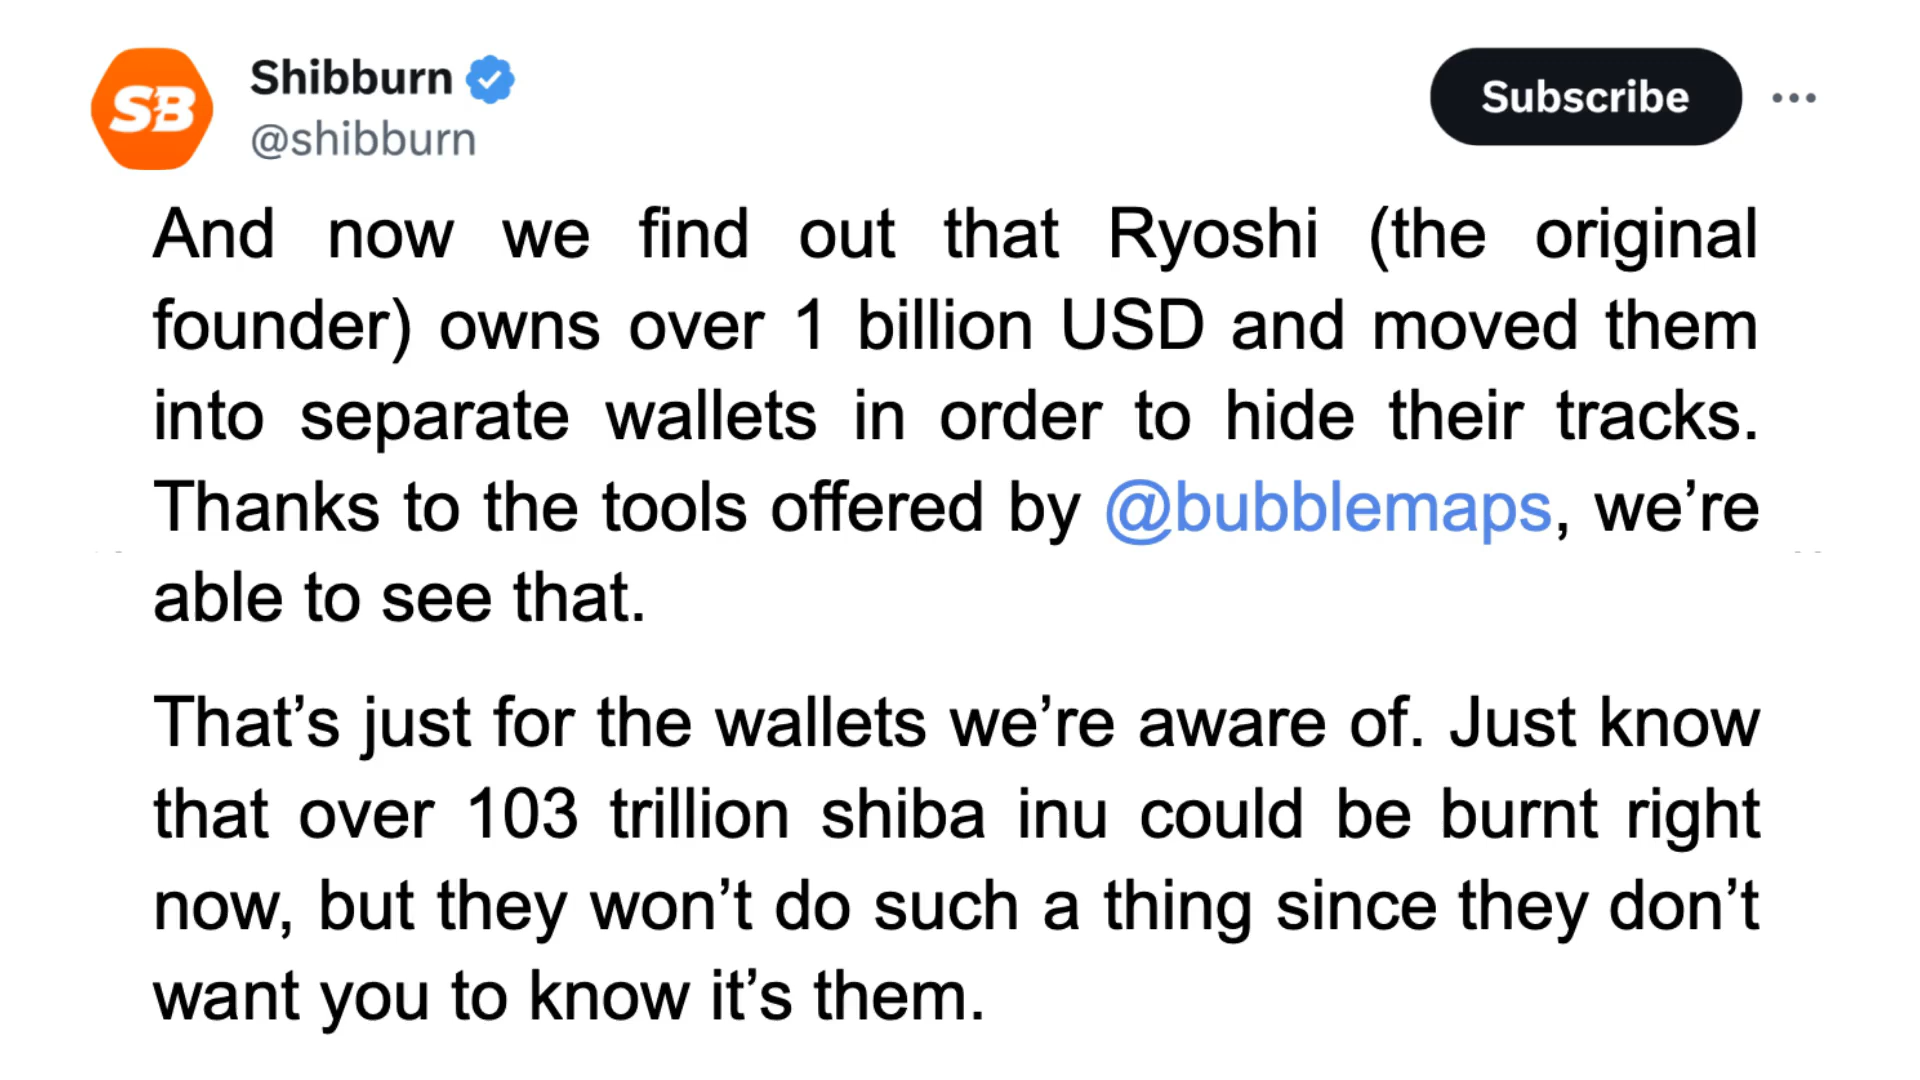 SB
Shibburn
@shibburn
Subscribe
And now we find out that Ryoshi (the original
founder) owns over 1 billion USD and moved them
into separate wallets in order to hide their tracks.
Thanks to the tools offered by @bubblemaps, we’re
able to see that.
That’s just for the wallets we’re aware of. Just know
that over 103 trillion shiba inu could be burnt right
now, but they won’t do such a thing since they don’t
want you to know it’s them.